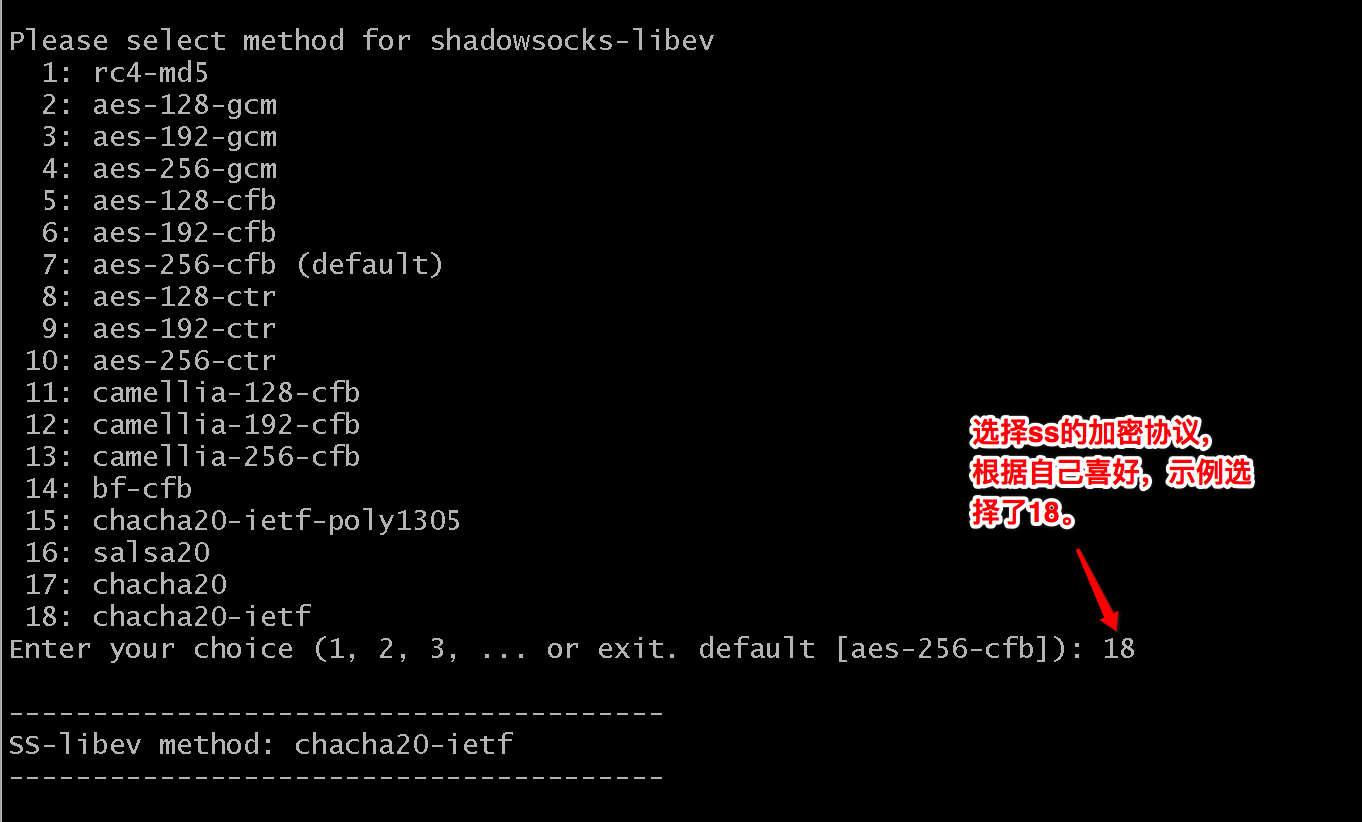 Please select method for shadowsocks-libev
1: rc4-md5
2: aes-128-gcm
3: aes-192-gcm
4: aes-256-gcm
5: aes-128-cfb
6: aes-192-cfb
7: aes-256-cfb (default)
8: aes-128-ctr
9: aes-192-ctr
10: aes-256-ctr
11: camellia-128-cfb
12: camellia-192-cfb
13: camellia-256-cfb
14: bf-cfb
15: chacha20-ietf-poly1305
16: salsa20
17: chacha20
18: chacha20-ietf
Enter your choice (1, 2, 3, ... or exit. default [aes-256-cfb]): 18
---------------------------------------
SS-libev method: chacha20-ietf
---------------------------------------
选择ss的加密协议，
根据自己喜好，示例选
择了18。